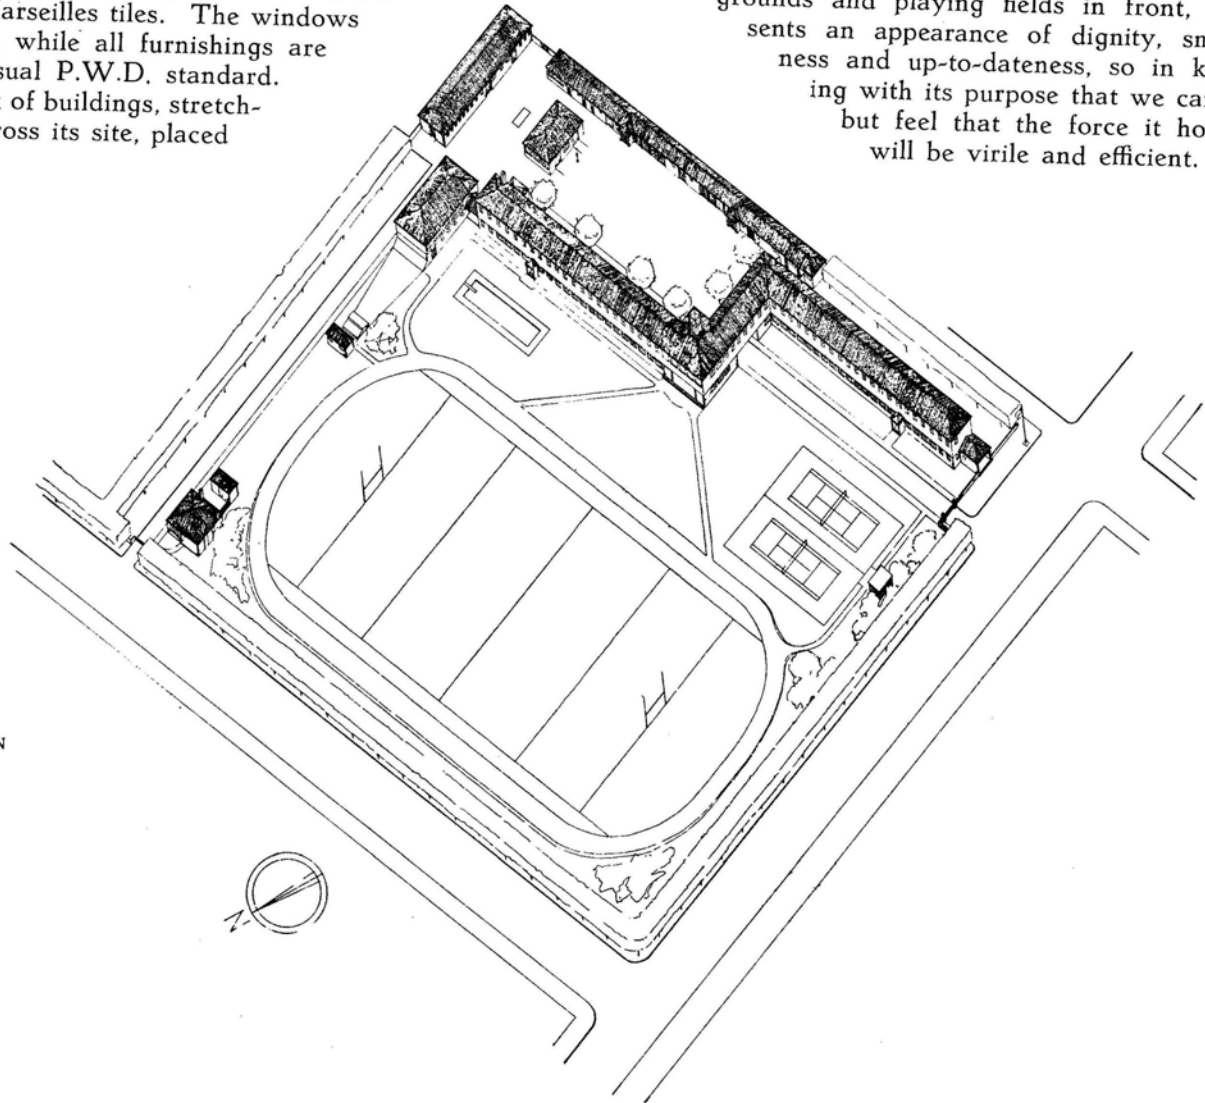 arseilles tiles. The windows
while all furnishings are
sual P.W.D. standard.
of buildings, stretch-
ross its site, placed
grounds and playing fields in front,
sents an appearance of dignity, sm
ness and up-to-dateness, so in k
ing with its purpose that we ca
but feel that the force it ho
will be virile and efficient.
N
N